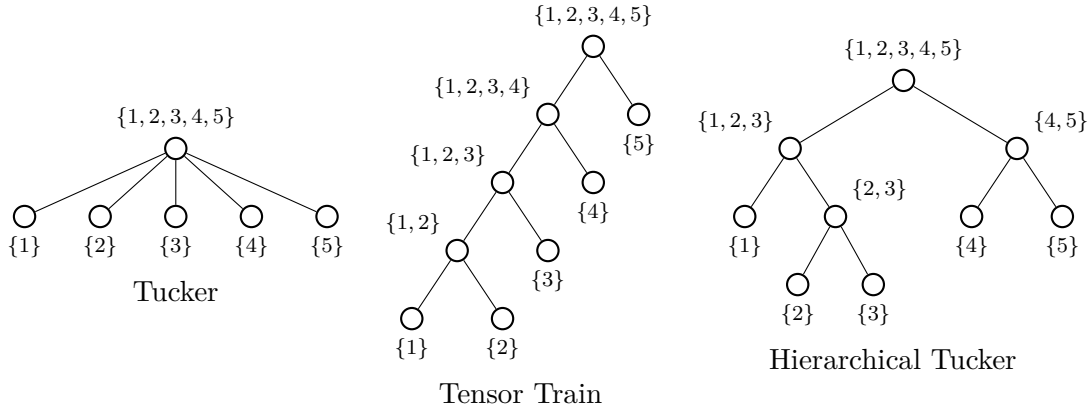 {1, 2, 3, 4, 5}
{1} {2} {3} {4} {5}
Tucker
{1, 2, 3, 4, 5}
{1, 2, 3, 4}
{5}
{1, 2, 3}
{4}
{1, 2}
{3}
{1} {2}
Tensor Train
{1, 2, 3, 4, 5}
{1, 2, 3} {4, 5}
{2, 3}
{1} {4} {5}
{2} {3}
Hierarchical Tucker